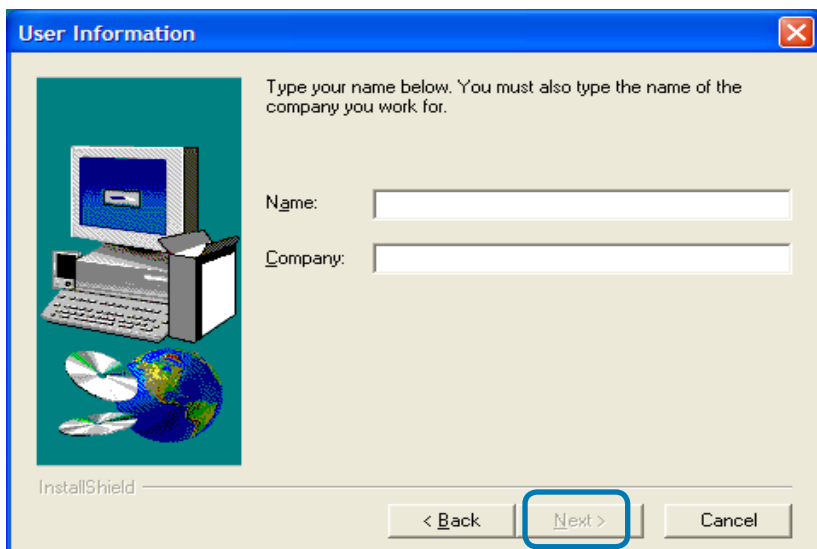 User Information
Type your name below. You must also type the name of the
company you work for.
Name:
Company:
InstallShield
< Back
Next >
Cancel